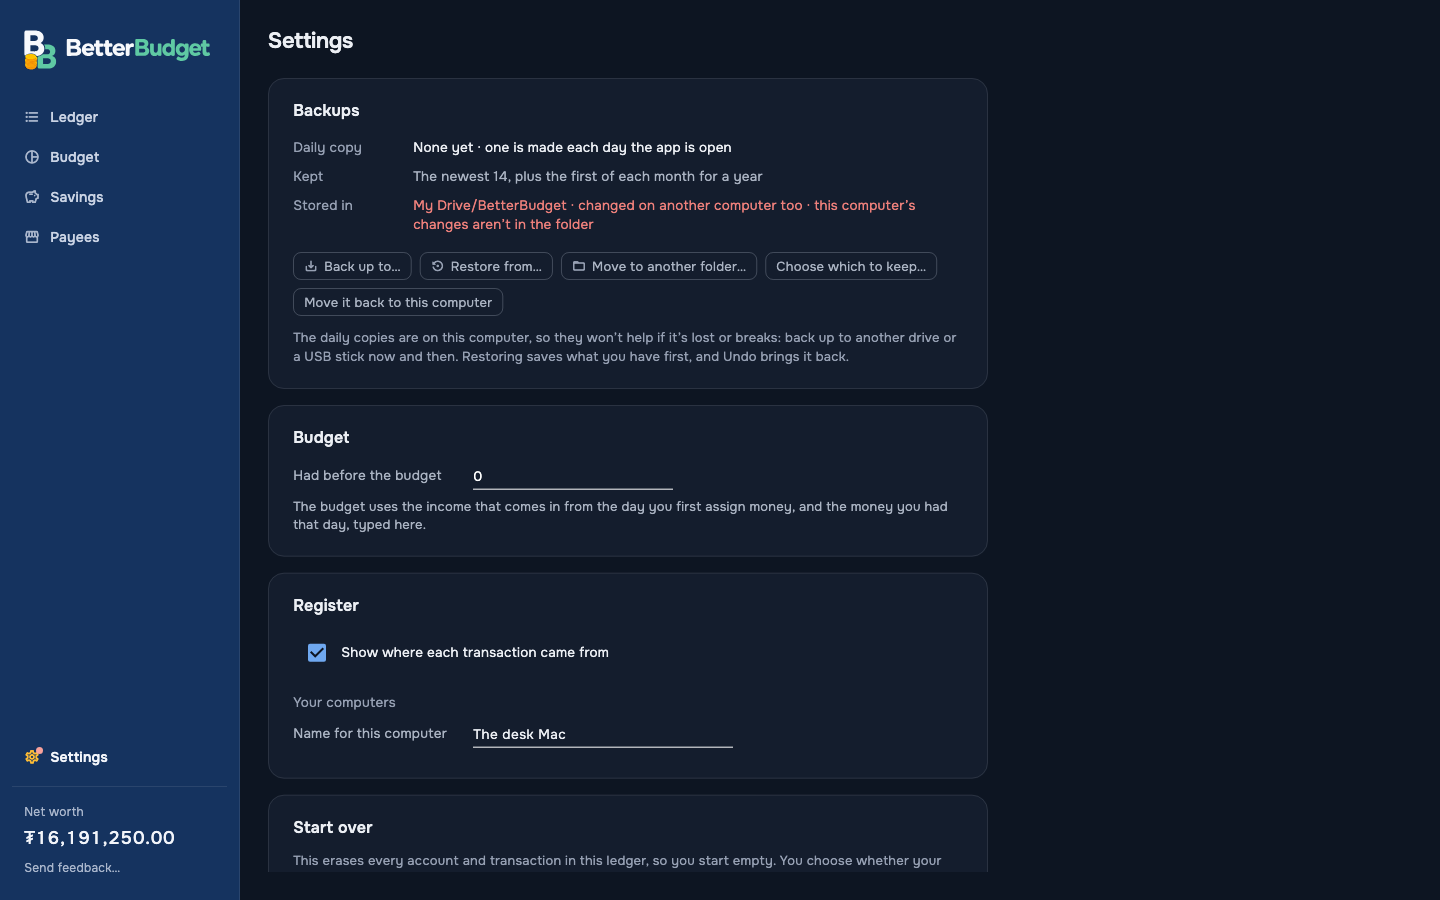 BetterBudget
Ledger
Budget
Savings
Payees
Settings
Net worth
₮16,191,250.00
Send feedback...
Settings
Backups
Daily copy
None yet · one is made each day the app is open
Kept
The newest 14, plus the first of each month for a year
Stored in
My Drive/BetterBudget · changed on another computer too · this computer’s
changes aren’t in the folder
Back up to...
Restore from...
Move to another folder...
Choose which to keep...
Move it back to this computer
The daily copies are on this computer, so they won’t help if it’s lost or breaks: back up to another drive or
a USB stick now and then. Restoring saves what you have first, and Undo brings it back.
Budget
Had before the budget
0
The budget uses the income that comes in from the day you first assign money, and the money you had
that day, typed here.
Register
Show where each transaction came from
Your computers
Name for this computer
The desk Mac
Start over
This erases every account and transaction in this ledger, so you start empty. You choose whether your